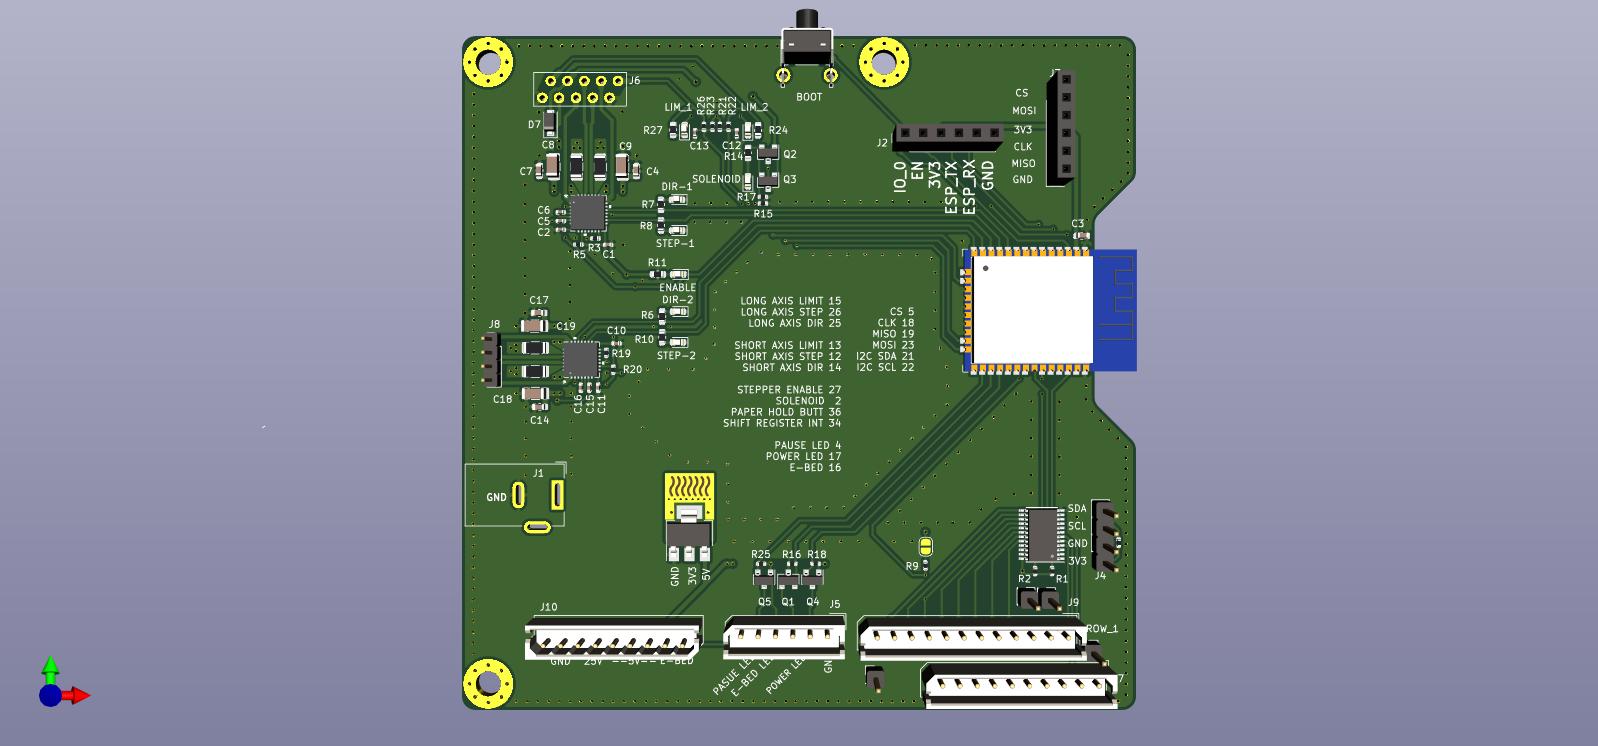 J6
BOOT
LIM_1
R26
R23
R21
R22
LIM_2
R27
R24
C13
C12
D7
C8
C9
C7
C4
R14
Q2
SOLENOID
Q3
R17
R15
J2
IO_0
EN
3V3
ESP_TX
ESP_RX
GND
CS
MOSI
3V3
CLK
MISO
GND
C3
C6
C5
C2
R5
R3
C1
DIR-1
R7
R8
STEP-1
R11
ENABLE
DIR-2
R6
R10
STEP-2
C17
J8
C19
C10
R19
R20
C18
C16
C15
C11
C14
LONG AXIS LIMIT 15
LONG AXIS STEP 26
LONG AXIS DIR 25
SHORT AXIS LIMIT 13
SHORT AXIS STEP 12
SHORT AXIS DIR 14
STEPPER ENABLE 27
SOLENOID 2
PAPER HOLD BUTT 36
SHIFT REGISTER INT 34
PAUSE LED 4
POWER LED 17
E-BED 16
CS 5
CLK 18
MISO 19
MOSI 23
I2C SDA 21
I2C SCL 22
J1
GND
GND
3V3
5V
R25
R16
R18
Q5
Q1
Q4
J5
R9
SDA
SCL
GND
3V3
J4
R2
R1
J9
ROW_1
J10
GND
25V
--5V--
E-BED
PASUE LE
E-BED LE
POWER LE
GN
7